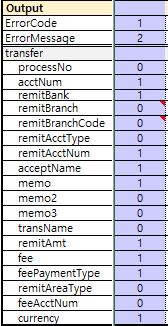 Output
ErrorCode 1
ErrorMessage 2
transfer
processNo 0
acctNum 1
remitBank 1
remitBranch 0
remitBranchCode 0
remitAcctType 0
remitAcctNum 1
acceptName 1
memo 1
memo2 0
memo3 0
transName 0
remitAmt 1
fee 1
feePaymentType 1
remitAreaType 0
feeAcctNum 0
currency 1